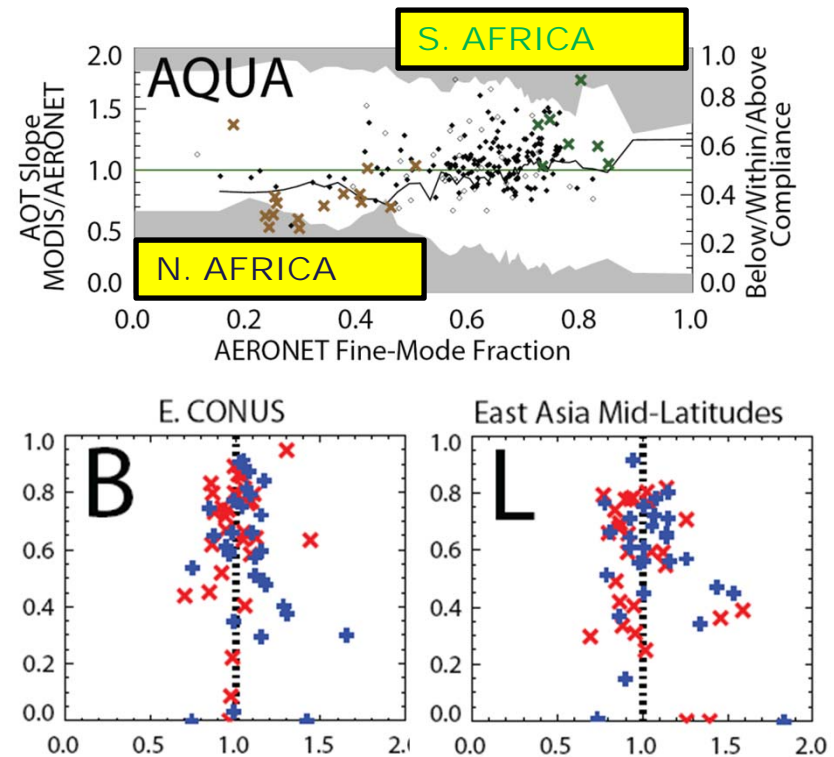 S. AFRICA
AQUA
AOT Slope
MODIS/AERONET
2.0
1.5
1.0
0.5
0.0
1.0
0.8
0.6
0.4
0.2
0.0
Below/Within/Above
Compliance
N. AFRICA
0.0 0.2 0.4 0.6 0.8 1.0
AERONET Fine-Mode Fraction
E. CONUS
B
1.0
0.8
0.6
0.4
0.2
0.0
0.0 0.5 1.0 1.5 2.(
East Asia Mid-Latitudes
L
1.0
0.8
0.6
0.4
0.2
0.0
0.0 0.5 1.0 1.5 2.0